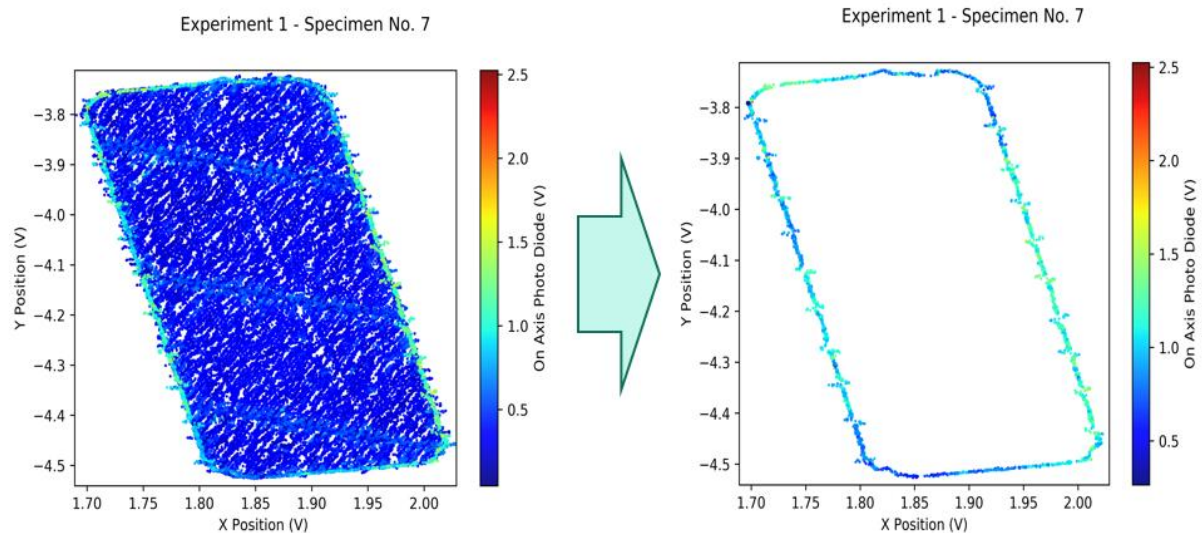 Experiment 1 - Specimen No. 7
−3.8
−3.9
−4.0
−4.1
−4.2
−4.3
−4.4
−4.5
Y Position (V)
1.70 1.75 1.80 1.85 1.90 1.95 2.00
X Position (V)
2.5
2.0
1.5
1.0
0.5
On Axis Photo Diode (V)
Experiment 1 - Specimen No. 7
−3.8
−3.9
−4.0
−4.1
−4.2
−4.3
−4.4
−4.5
Y Position (V)
1.70 1.75 1.80 1.85 1.90 1.95 2.00
X Position (V)
2.5
2.0
1.5
1.0
0.5
On Axis Photo Diode (V)